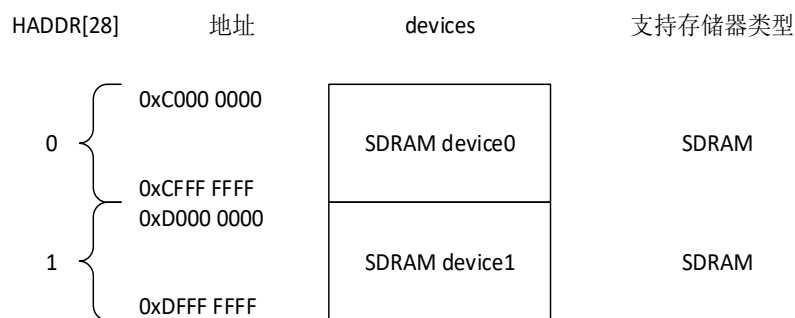 HADDR[28] 地址 devices 支持存储器类型
0xC000 0000
0 SDRAM device0 SDRAM
0xCFFF FFFF
0xD000 0000
1 SDRAM device1 SDRAM
0xDFFF FFFF